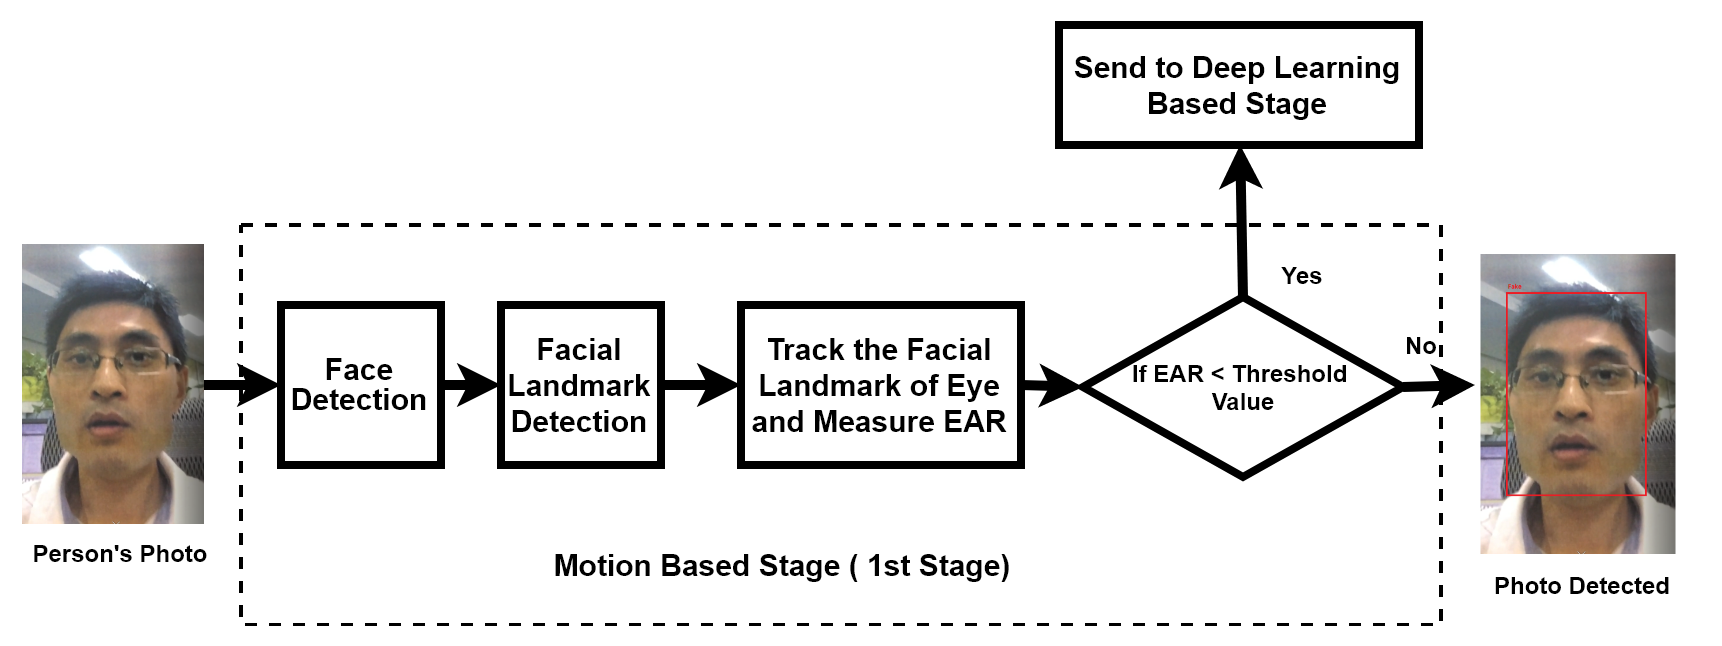 Send to Deep Learning
Based Stage
Yes
No
Fake
Face
Detection
Facial
Landmark
Detection
Track the Facial
Landmark of Eye
and Measure EAR
If EAR < Threshold
Value
Person's Photo
Motion Based Stage ( 1st Stage)
Photo Detected